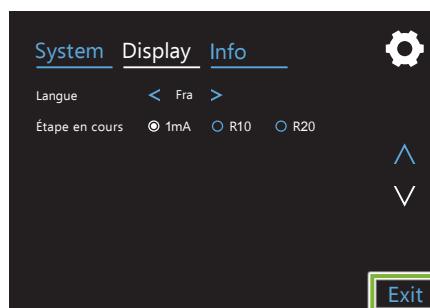 System Display Info
Langue < Fra >
Étape en cours 1mA R10 R20
Exit